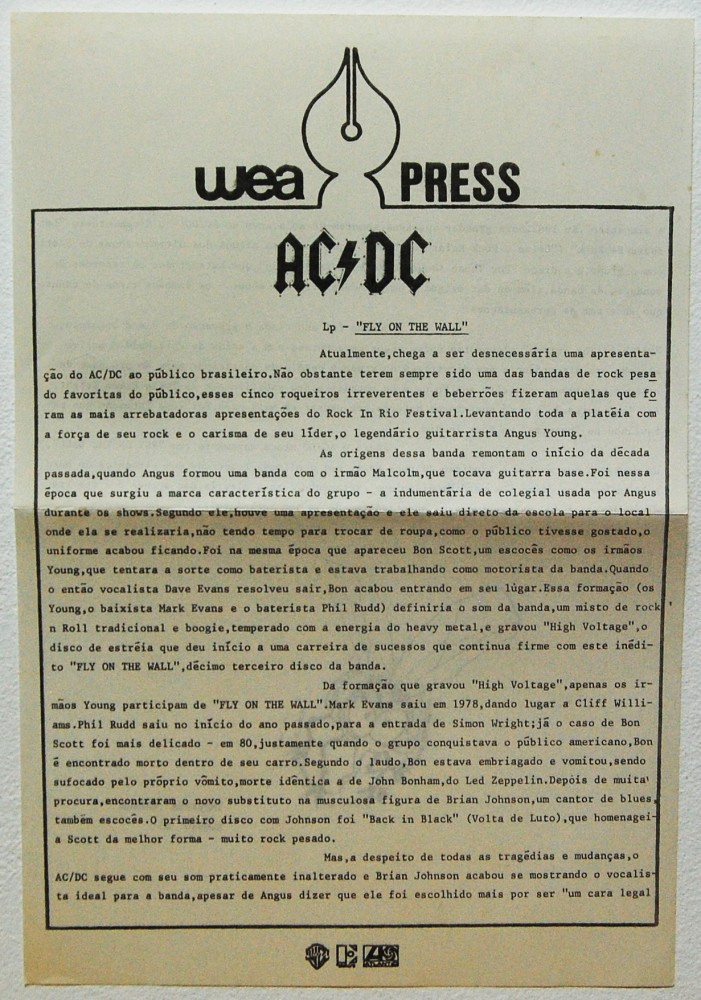 wea PRESS
AC⚡DC
Lp - "FLY ON THE WALL"
Atualmente,chega a ser desnecessária uma apresenta-
ção do AC/DC ao público brasileiro.Não obstante terem sempre sido uma das bandas de rock pesa
do favoritas do público,esses cinco roqueiros irreverentes e beberrões fizeram aquelas que fo
ram as mais arrebatadoras apresentações do Rock In Rio Festival.Levantando toda a platéia com
a força de seu rock e o carisma de seu líder,o legendário guitarrista Angus Young.
As origens dessa banda remontam o início da década
passada,quando Angus formou uma banda com o irmão Malcolm,que tocava guitarra base.Foi nessa
época que surgiu a marca característica do grupo - a indumentária de colegial usada por Angus
durante os shows.Segundo ele,houve uma apresentação e ele saiu direto da escola para o local
onde ela se realizaria,não tendo tempo para trocar de roupa,como o público tivesse gostado,o
uniforme acabou ficando.Foi na mesma época que apareceu Bon Scott,um escocês como os irmãos
Young,que tentara a sorte como baterista e estava trabalhando como motorista da banda.Quando
o então vocalista Dave Evans resolveu sair,Bon acabou entrando em seu lúgar.Essa formação (os
Young,o baixista Mark Evans e o baterista Phil Rudd) definiria o som da banda,um misto de rock
n Roll tradicional e boogie,temperado com a energia do heavy metal,e gravou "High Voltage",o
disco de estréia que deu início a uma carreira de sucessos que continua firme com este inédi-
to "FLY ON THE WALL",décimo terceiro disco da banda.
Da formação que gravou "High Voltage",apenas os ir-
mãos Young participam de "FLY ON THE WALL".Mark Evans saiu em 1978,dando lugar a Cliff Willi-
ams.Phil Rudd saiu no início do ano passado,para a entrada de Simon Wright;já o caso de Bon
Scott foi mais delicado - em 80,justamente quando o grupo conquistava o público americano,Bon
é encontrado morto dentro de seu carro.Segundo o laudo,Bon estava embriagado e vomitou,sendo
sufocado pelo próprio vômito,morte idêntica a de John Bonham,do Led Zeppelin.Depois de muita
procura,encontraram o novo substituto na musculosa figura de Brian Johnson,um cantor de blues,
também escocês.O primeiro disco com Johnson foi "Back in Black" (Volta de Luto),que homenagei-
a Scott da melhor forma - muito rock pesado.
Mas,a despeito de todas as tragédias e mudanças,o
AC/DC segue com seu som praticamente inalterado e Brian Johnson acabou se mostrando o vocalis-
ta ideal para a banda,apesar de Angus dizer que ele foi escolhido mais por ser "um cara legal